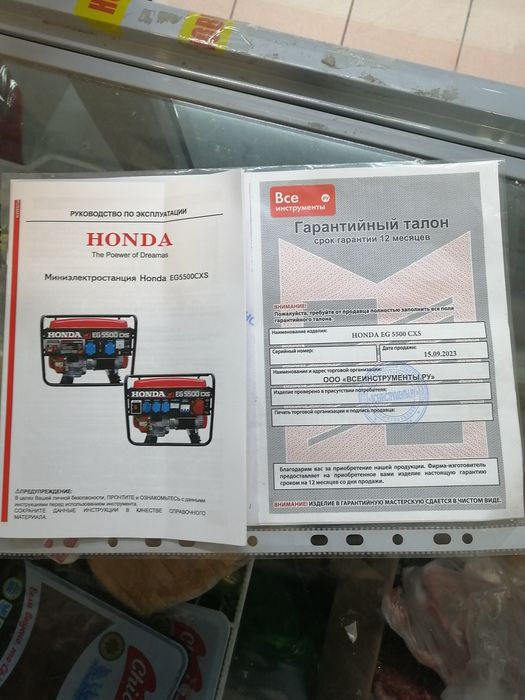 РУКОВОДСТВО ПО ЭКСПЛУАТАЦИИ
HONDA
The Poewer of Dreamas
Миниэлектростанция Honda EG5500CXS
HONDA EG5500 CXS
HONDA EG5500 CXS
⚠ПРЕДУПРЕЖДЕНИЕ:
В целях Вашей личной безопасности, ПРОЧТИТЕ И ОЗНАКОМЬТЕСЬ с данными
инструкциями перед использованием инструмента.
СОХРАНИТЕ ДАННЫЕ ИНСТРУКЦИИ В КАЧЕСТВЕ СПРАВОЧНОГО
МАТЕРИАЛА.
Все РУ
инструменты
Гарантийный талон
срок гарантии 12 месяцев
ВНИМАНИЕ!
Пожалуйста, требуйте от продавца полностью заполнить все поля
гарантийного талона.
Наименование изделия: HONDA EG 5500 CXS
Серийный номер:
Дата продажи: 15.09.2023
Наименование и адрес торговой организации:
ООО «ВСЕИНСТРУМЕНТЫ.РУ»
Изделие проверено в присутствии потребителя:
Печать торговой организации и подпись продавца:
Благодарим вас за приобретение нашей продукции. Фирма-изготовитель
предоставляет на приобретенное вами изделие настоящую гарантию
сроком на 12 месяцев со дня продажи.
ВНИМАНИЕ! ИЗДЕЛИЕ В ГАРАНТИЙНУЮ МАСТЕРСКУЮ СДАЕТСЯ В ЧИСТОМ ВИДЕ.